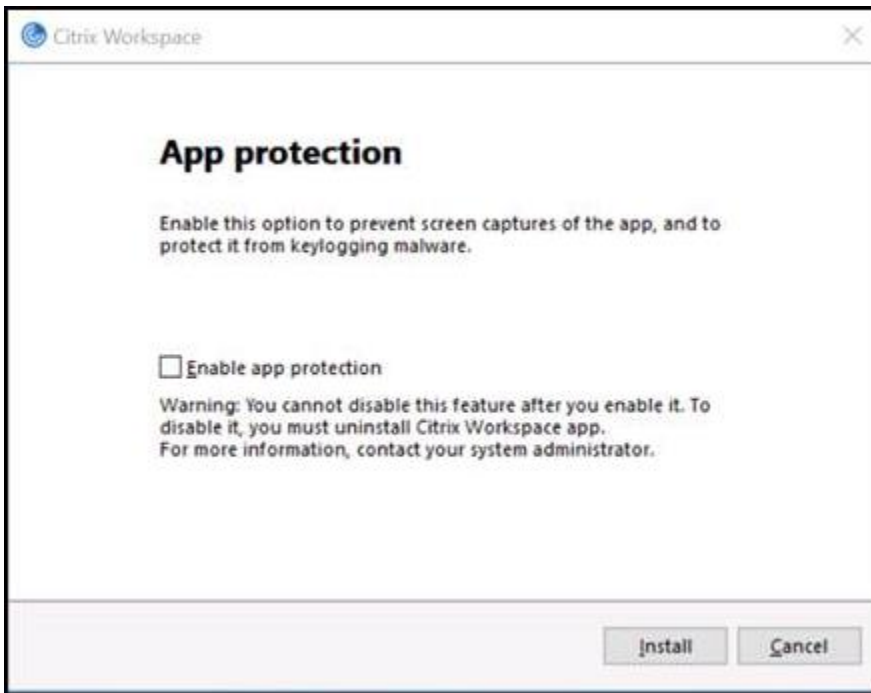 Citrix Workspace
App protection
Enable this option to prevent screen captures of the app, and to
protect it from keylogging malware.
Enable app protection
Warning: You cannot disable this feature after you enable it. To
disable it, you must uninstall Citrix Workspace app.
For more information, contact your system administrator.
Install Cancel